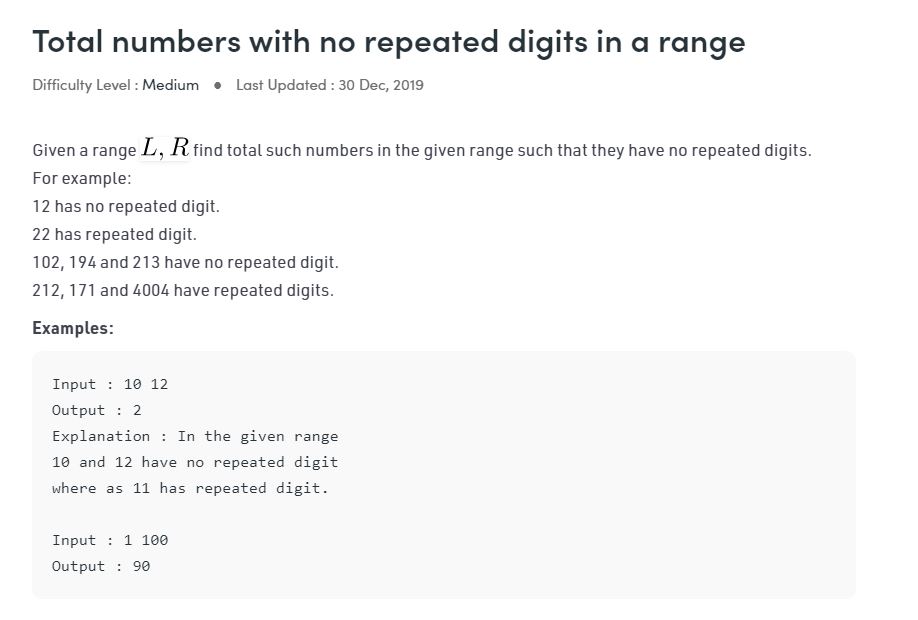 Total numbers with no repeated digits in a range
Difficulty Level : Medium ● Last Updated : 30 Dec, 2019
Given a range L, R find total such numbers in the given range such that they have no repeated digits.
For example:
12 has no repeated digit.
22 has repeated digit.
102, 194 and 213 have no repeated digit.
212, 171 and 4004 have repeated digits.
Examples:
Input : 10 12
Output : 2
Explanation : In the given range
10 and 12 have no repeated digit
where as 11 has repeated digit.
Input : 1 100
Output : 90